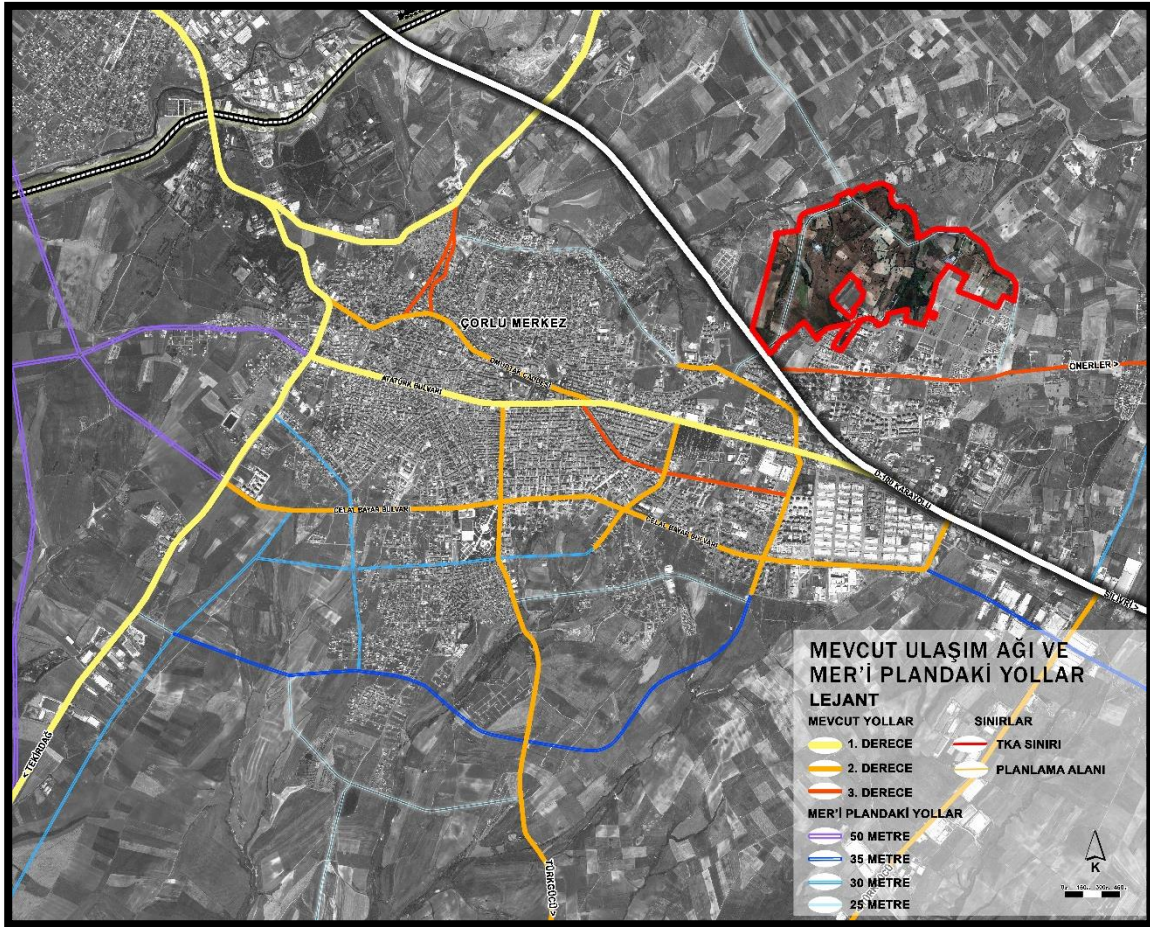 ÇORLU MERKEZ
OMURTAK CADDESİ
ATATÜRK BULVARI
ÖNERLER >
D-100 KARAYOLU
CELAL BAYAR BULVARI
CELAL BAYAR BULVARI
SİLİVRİ >
< TEKİRDAĞ
TÜRKGÜCÜ >
MEVCUT ULAŞIM AĞI VE
MER'İ PLANDAKİ YOLLAR
LEJANT
MEVCUT YOLLAR
1. DERECE
2. DERECE
3. DERECE
SINIRLAR
TKA SINIRI
PLANLAMA ALANI
MER'İ PLANDAKİ YOLLAR
50 METRE
35 METRE
30 METRE
25 METRE
K